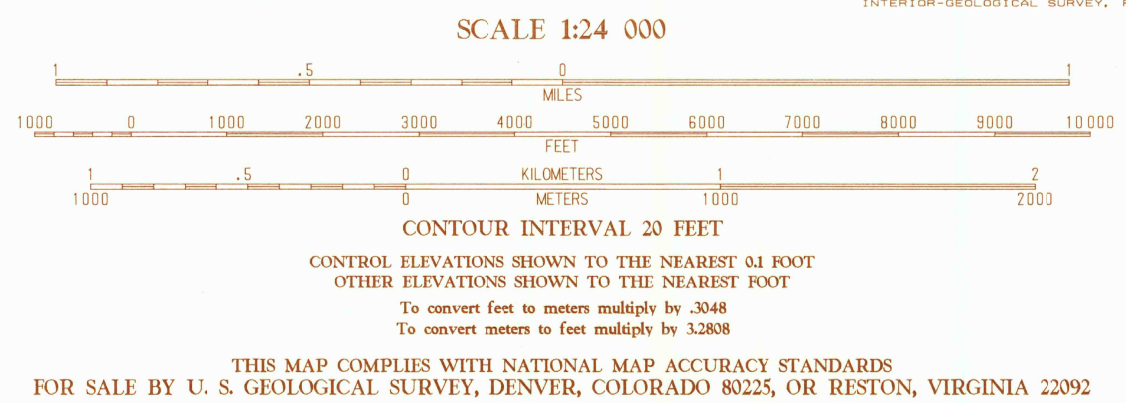 INTERIOR-GEOLOGICAL SURVEY,
SCALE 1:24 000
1 .5 0 1
MILES
1000 0 1000 2000 3000 4000 5000 6000 7000 8000 9000 10 000
FEET
1 .5 0 KILOMETERS 1 2
1000 0 METERS 1000 2000
CONTOUR INTERVAL 20 FEET
CONTROL ELEVATIONS SHOWN TO THE NEAREST 0.1 FOOT
OTHER ELEVATIONS SHOWN TO THE NEAREST FOOT
To convert feet to meters multiply by .3048
To convert meters to feet multiply by 3.2808
THIS MAP COMPLIES WITH NATIONAL MAP ACCURACY STANDARDS
FOR SALE BY U. S. GEOLOGICAL SURVEY, DENVER, COLORADO 80225, OR RESTON, VIRGINIA 22092